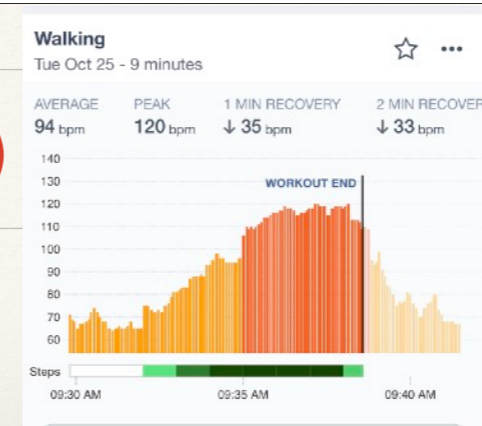 Walking
Tue Oct 25 - 9 minutes
AVERAGE PEAK 1 MIN RECOVERY 2 MIN RECOVER
94 bpm 120 bpm ↓ 35 bpm ↓ 33 bpm
140
130
WORKOUT END
120
110
100
90
80
70
60
Steps
09:30 AM 09:35 AM 09:40 AM